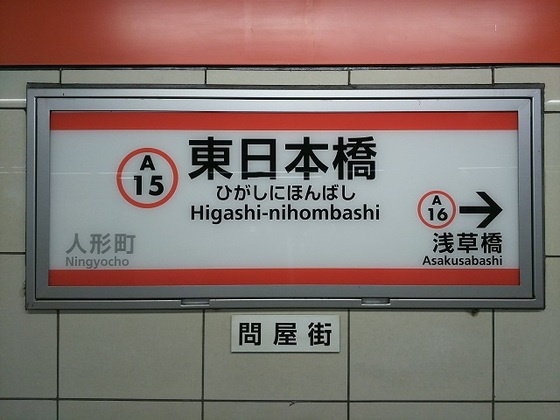 A
15
東日本橋
ひがしにほんばし
Higashi-nihombashi
人形町
Ningyocho
A
16
浅草橋
Asakusabashi
問屋街